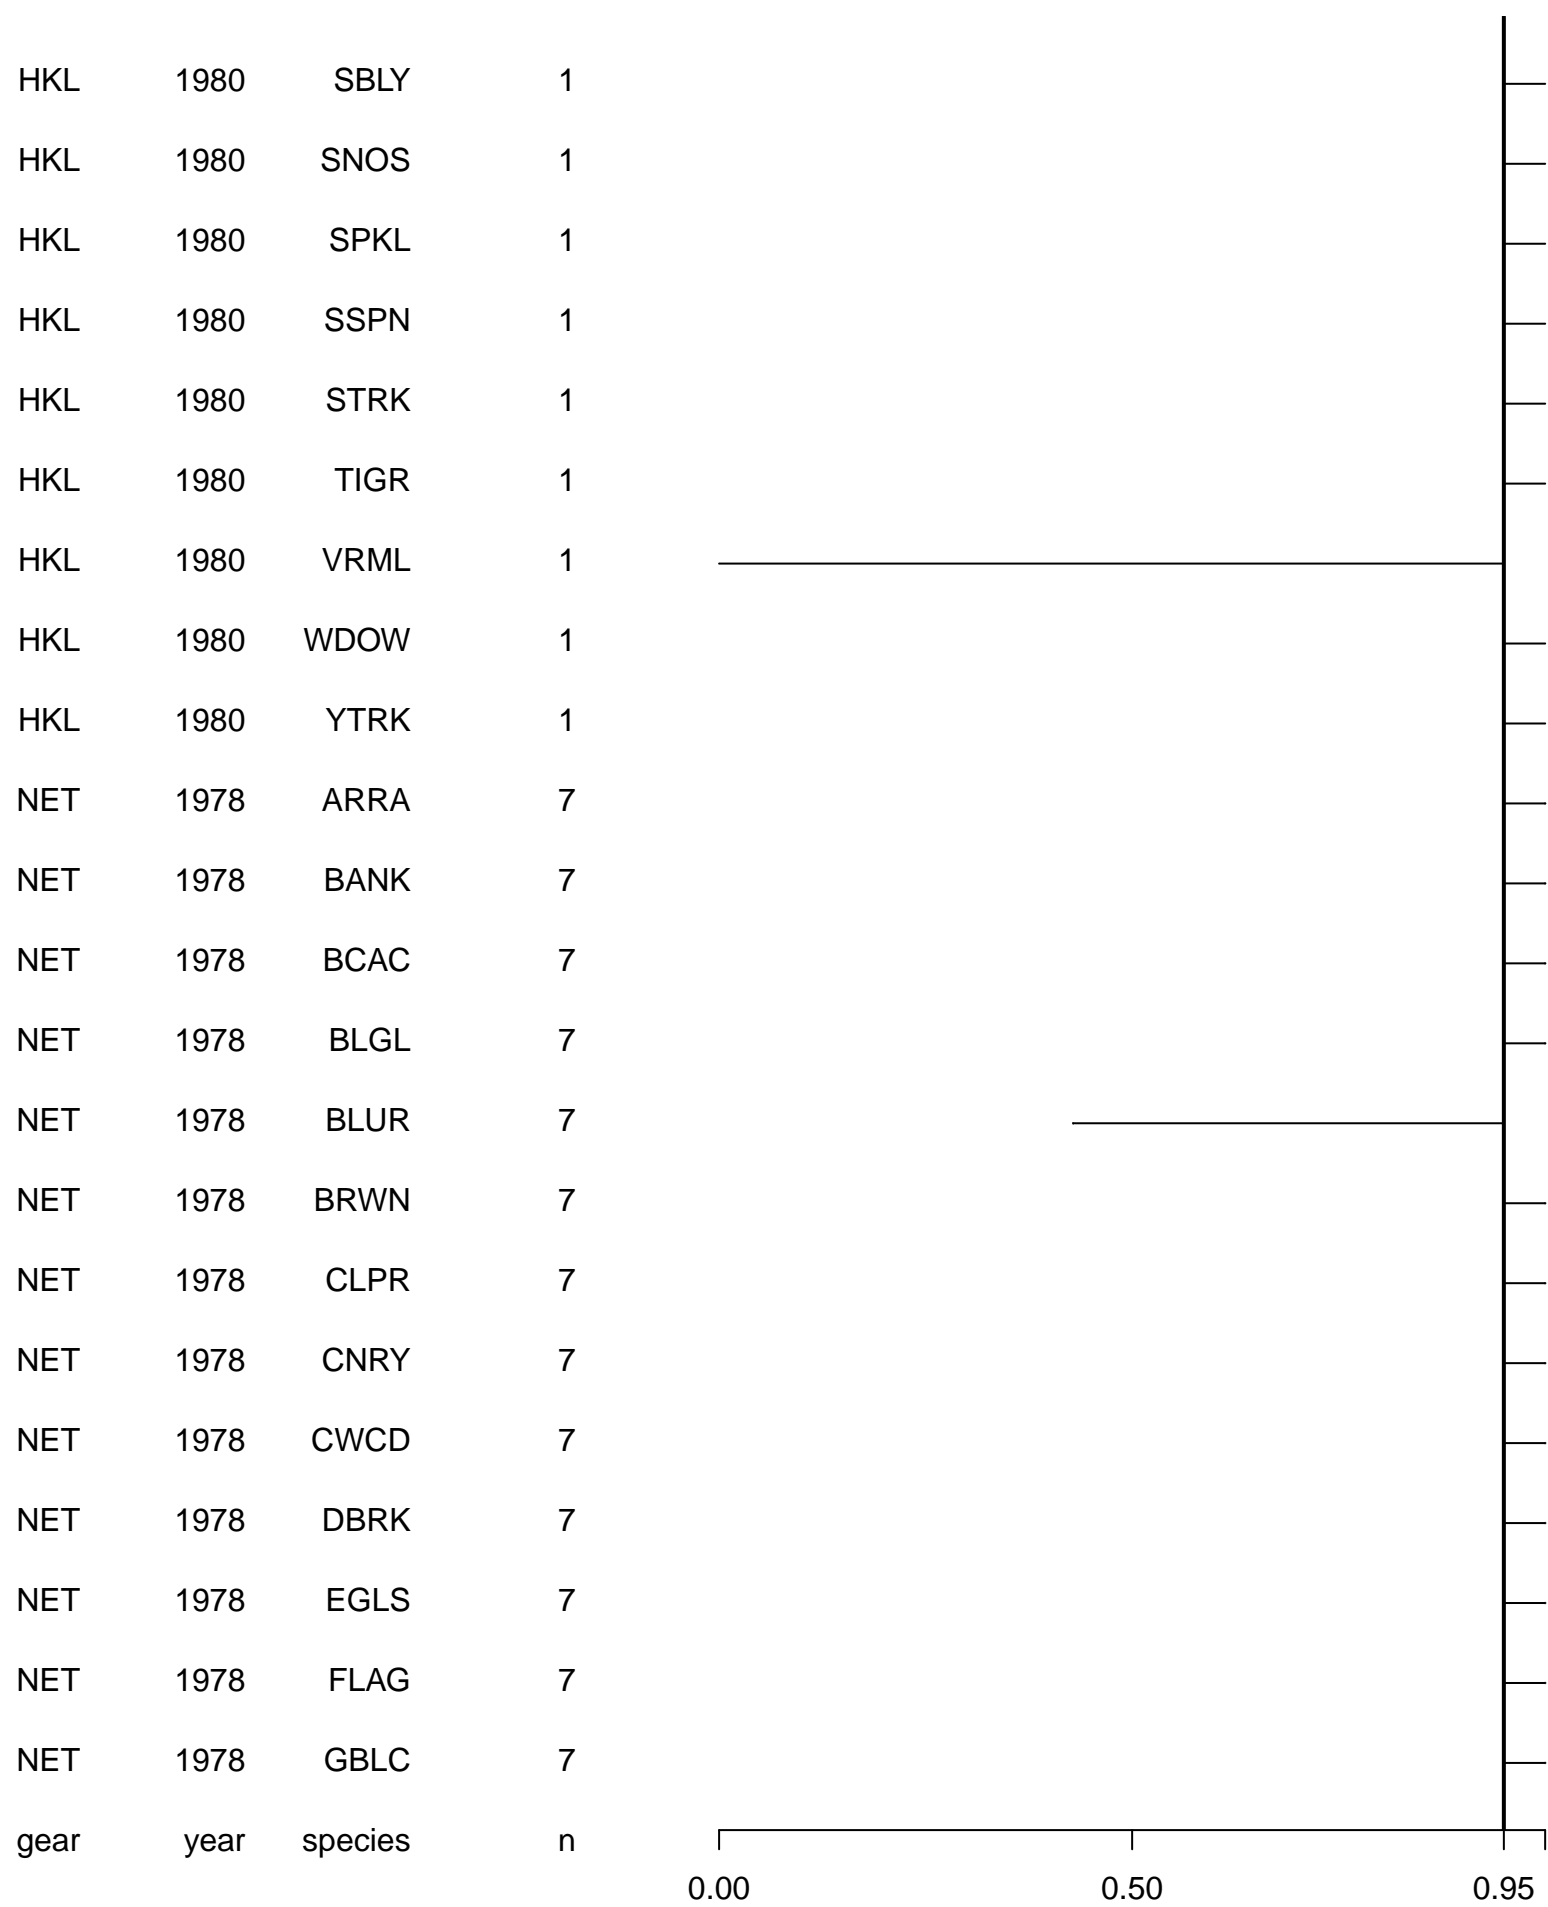 HKL 1980 SBLY 1
HKL 1980 SNOS 1
HKL 1980 SPKL 1
HKL 1980 SSPN 1
HKL 1980 STRK 1
HKL 1980 TIGR 1
HKL 1980 VRML 1
HKL 1980 WDOW 1
HKL 1980 YTRK 1
NET 1978 ARRA 7
NET 1978 BANK 7
NET 1978 BCAC 7
NET 1978 BLGL 7
NET 1978 BLUR 7
NET 1978 BRWN 7
NET 1978 CLPR 7
NET 1978 CNRY 7
NET 1978 CWCD 7
NET 1978 DBRK 7
NET 1978 EGLS 7
NET 1978 FLAG 7
NET 1978 GBLC 7
gear year species n
0.00 0.50 0.95